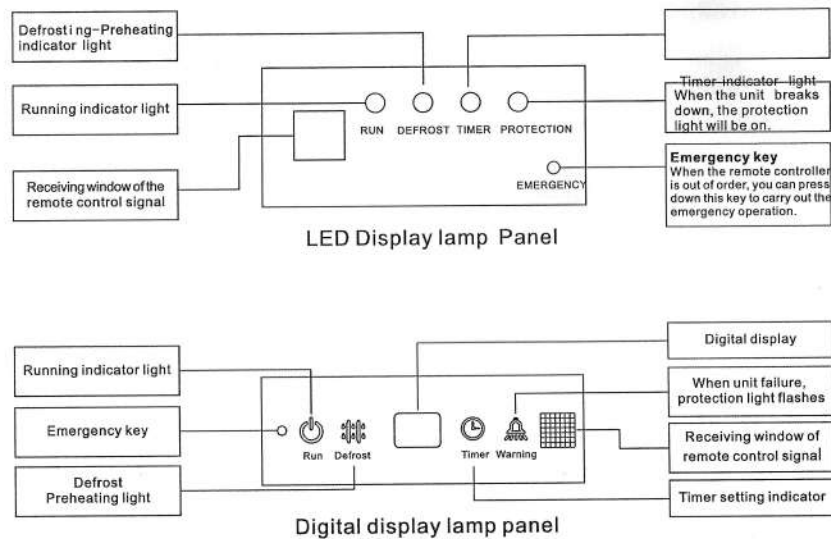 Defrosting-Preheating
indicator light
Running indicator light
Receiving window of the
remote control signal
RUN DEFROST TIMER PROTECTION
EMERGENCY
Timer indicator light
When the unit breaks
down, the protection
light will be on.
Emergency key
When the remote controller
is out of order, you can press
down this key to carry out the
emergency operation.
LED Display lamp Panel
Running indicator light
Emergency key
Defrost
Preheating light
Run Defrost Timer Warning
Digital display
When unit failure,
protection light flashes
Receiving window of
remote control signal
Timer setting indicator
Digital display lamp panel